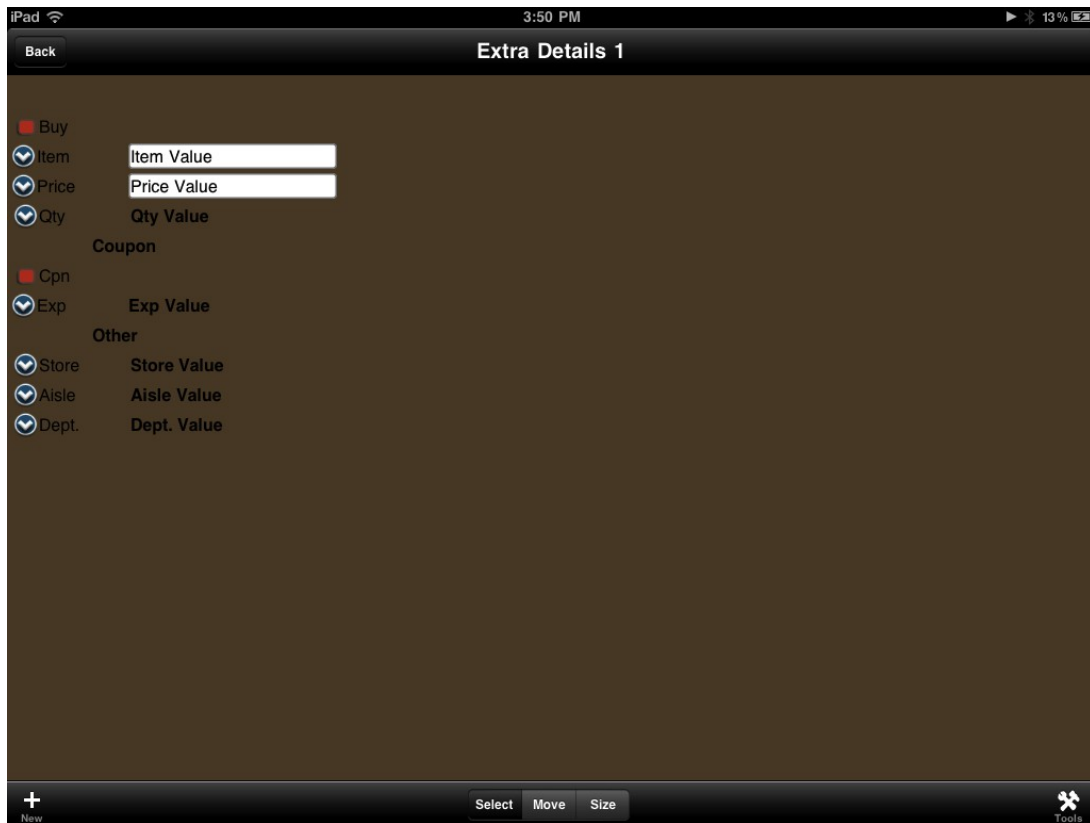 iPad 3:50 PM 13%
Back Extra Details 1
Buy
Item Item Value
Price Price Value
Qty Qty Value
Coupon
Cpn
Exp Exp Value
Other
Store Store Value
Aisle Aisle Value
Dept. Dept. Value
New Select Move Size Tools